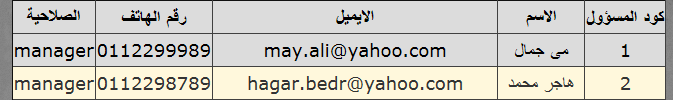 كود المسؤول الاسم الايميل رقم الهاتف الصلاحية
1 مى جمال may.ali@yahoo.com 0112299989 manager
2 هاجر محمد hagar.bedr@yahoo.com 0112298789 manager